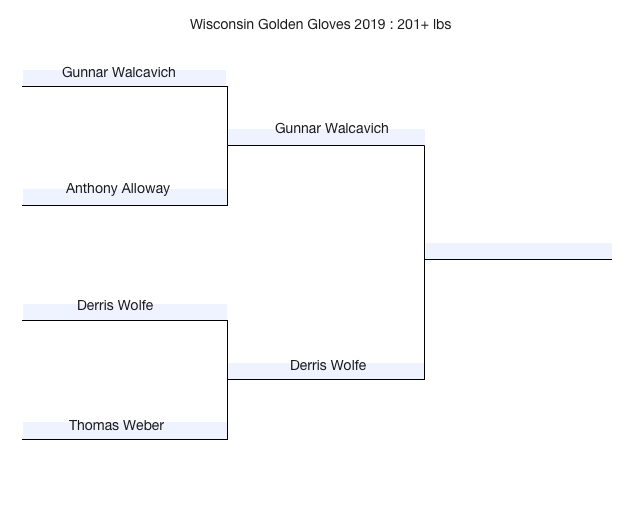 Wisconsin Golden Gloves 2019 : 201+ lbs
Gunnar Walcavich
Gunnar Walcavich
Anthony Alloway
Derris Wolfe
Derris Wolfe
Thomas Weber